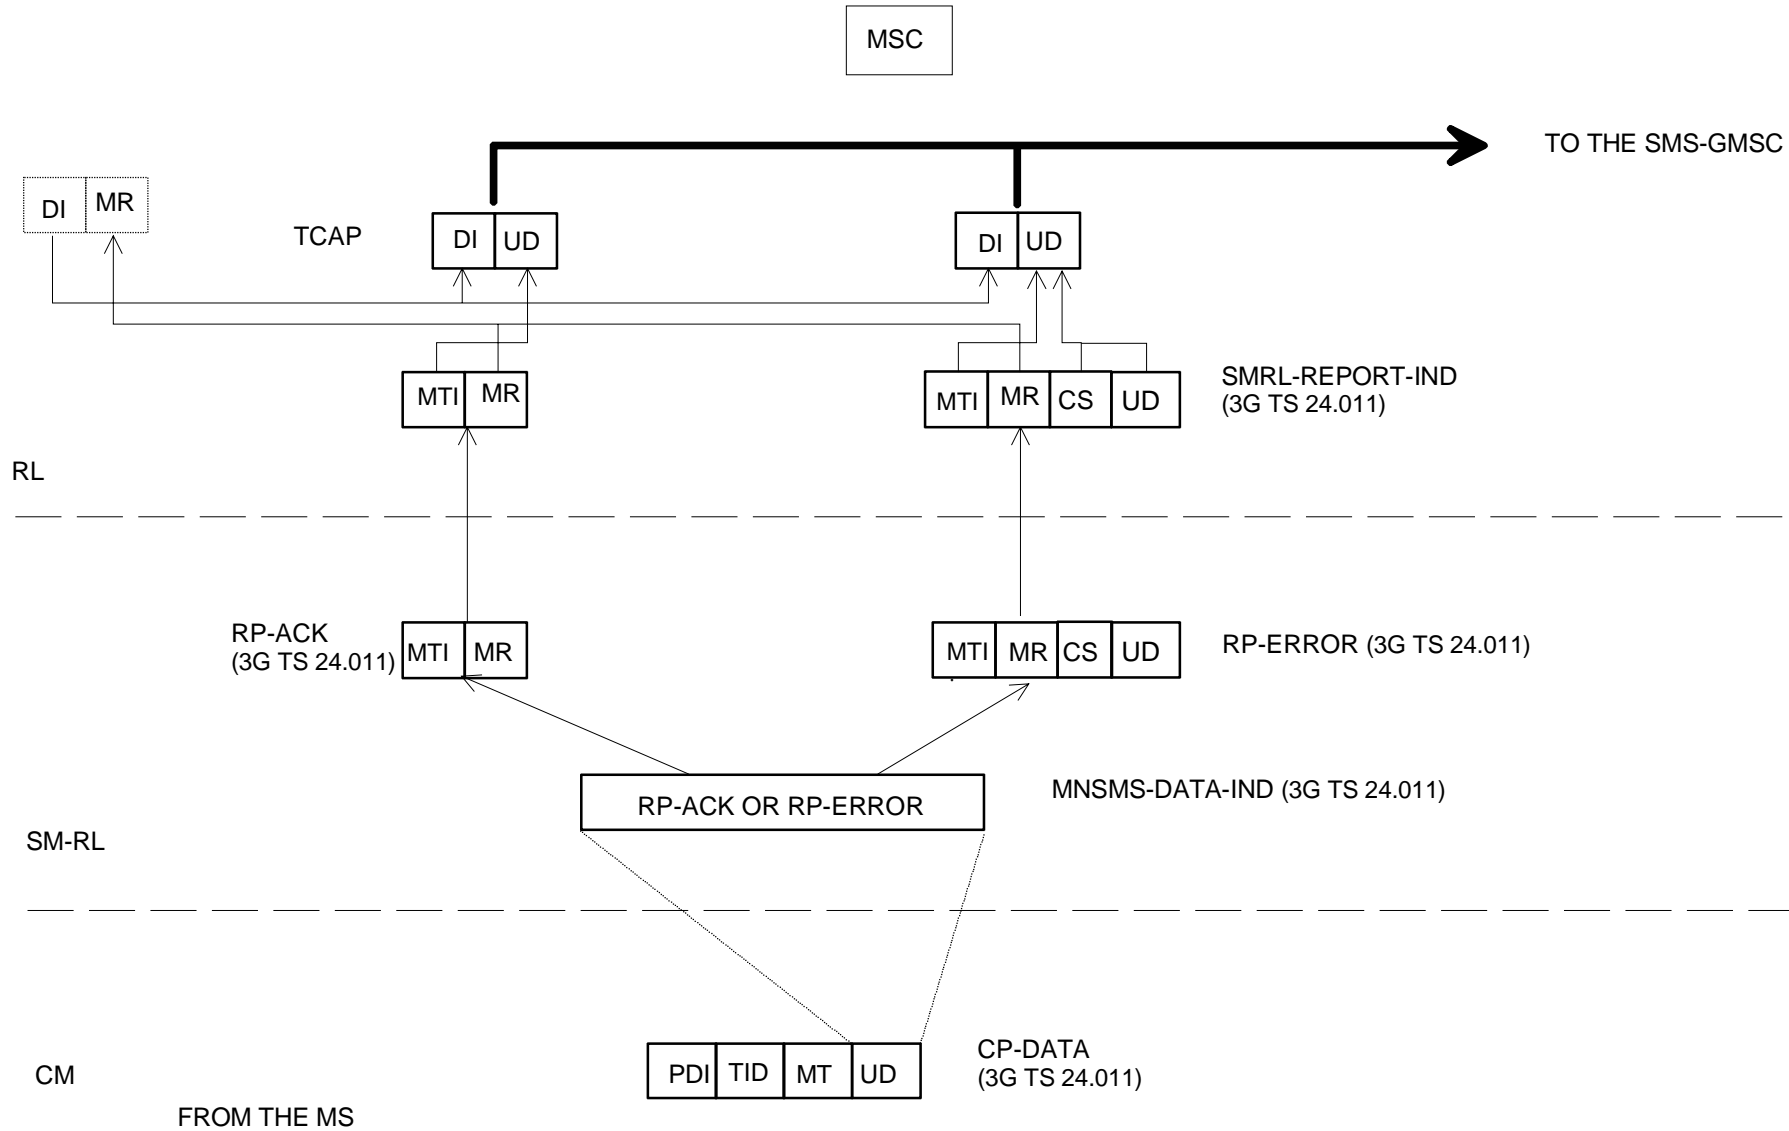 MSC
TO THE SMS-GMSC
DI MR
TCAP
DI UD
DI UD
MTI MR
MTI MR CS UD
SMRL-REPORT-IND
(3G TS 24.011)
RL
RP-ACK
(3G TS 24.011)
MTI MR
MTI MR CS UD
RP-ERROR (3G TS 24.011)
RP-ACK OR RP-ERROR
MNSMS-DATA-IND (3G TS 24.011)
SM-RL
PDI TID MT UD
CP-DATA
(3G TS 24.011)
CM
FROM THE MS